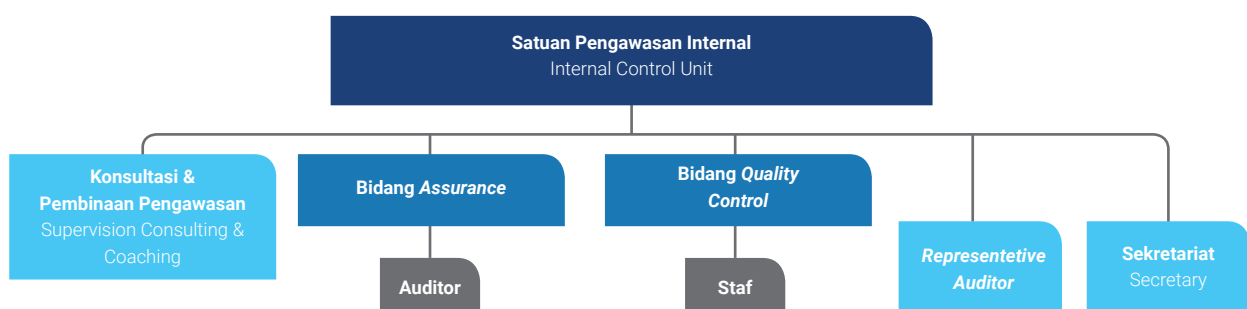 Satuan Pengawasan Internal
Internal Control Unit
Konsultasi &
Pembinaan Pengawasan
Supervision Consulting &
Coaching
Bidang Assurance
Auditor
Bidang Quality
Control
Staf
Representetive
Auditor
Sekretariat
Secretary